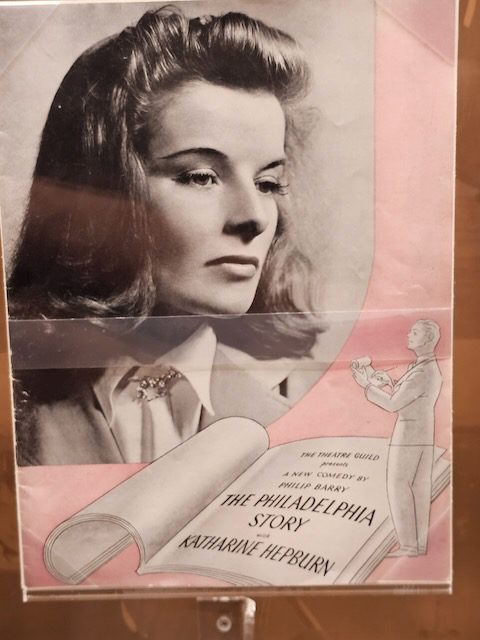 THE THEATRE GUILD
presents
A NEW COMEDY BY
PHILIP BARRY
THE PHILADELPHIA
STORY
with
KATHARINE HEPBURN